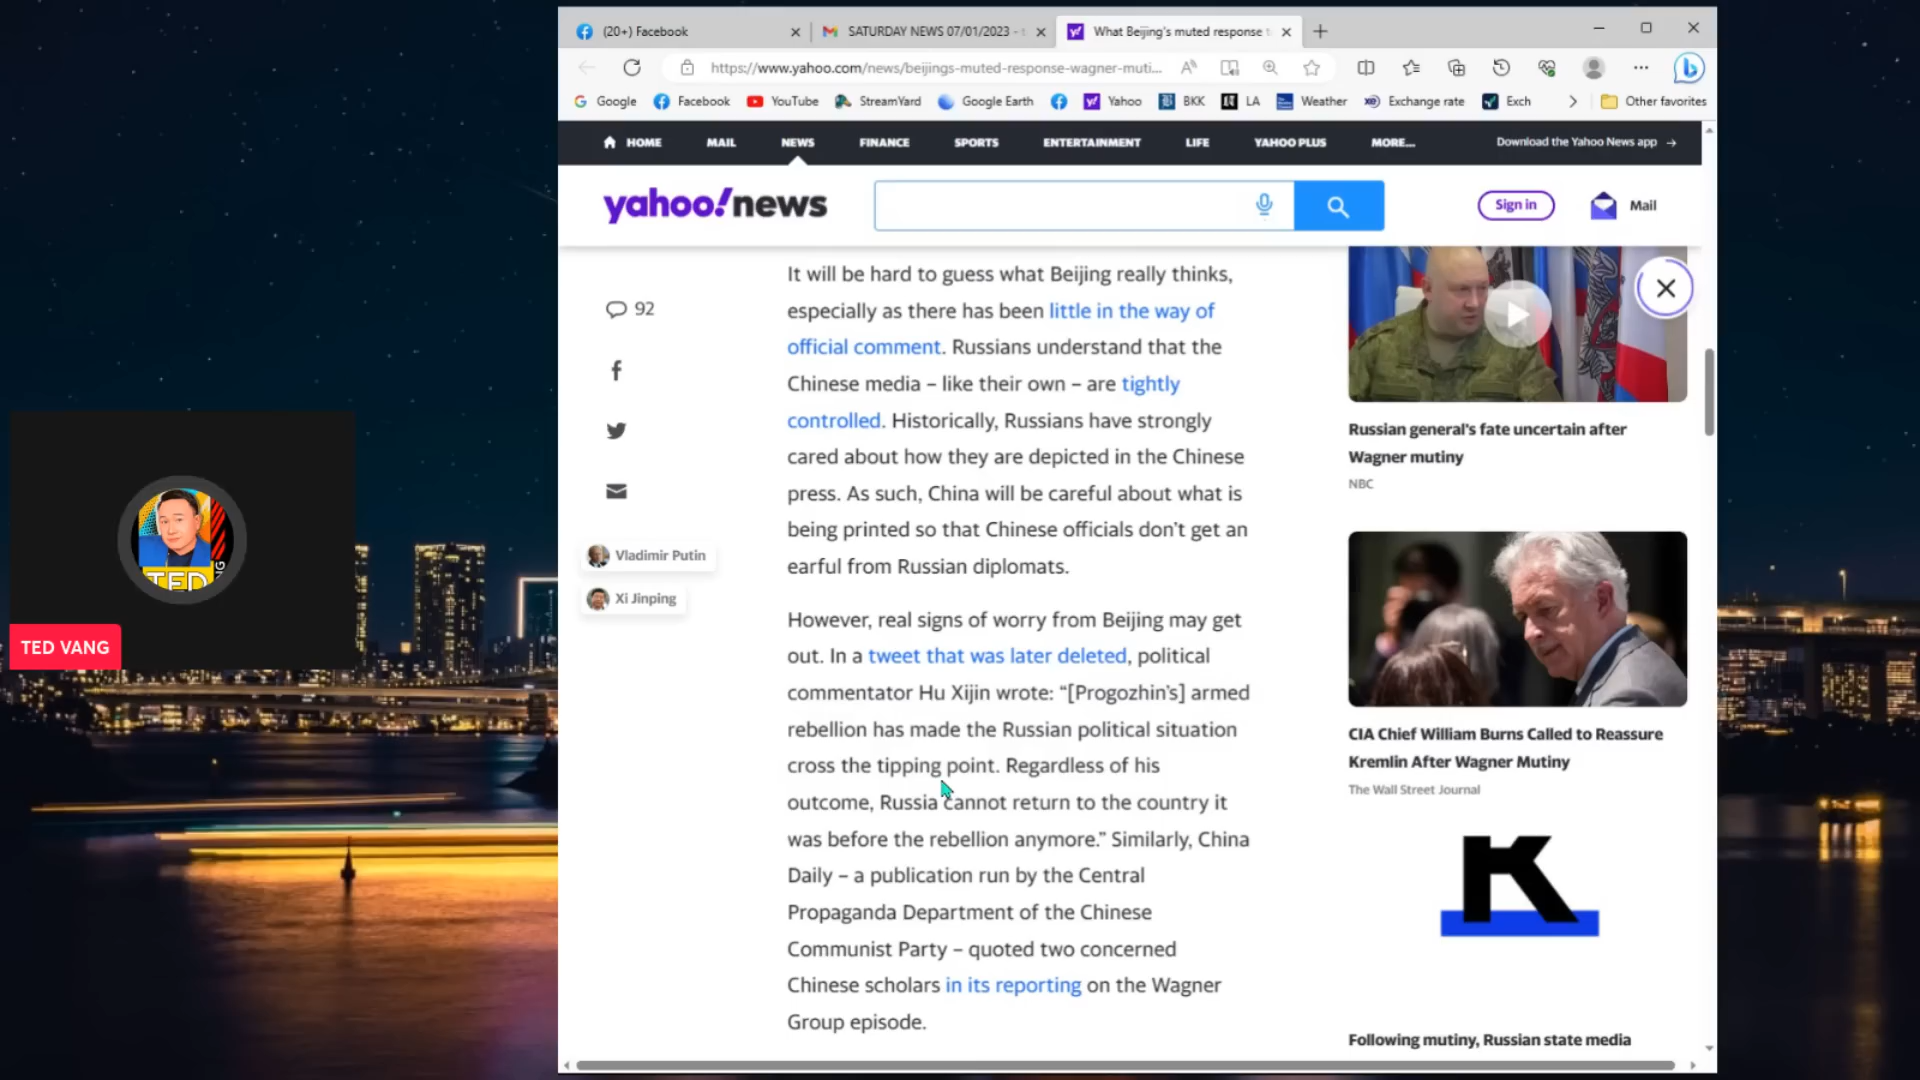 (20+) Facebook
SATURDAY NEWS 07/01/2023 -
What Beijing's muted response
https://www.yahoo.com/news/beijings-muted-response-wagner-muti...
Google
Facebook
YouTube
StreamYard
Google Earth
Yahoo
BKK
LA
Weather
Exchange rate
Exch
Other favorites
HOME
MAIL
NEWS
FINANCE
SPORTS
ENTERTAINMENT
LIFE
YAHOO PLUS
MORE...
Download the Yahoo News app →
yahoo!news
Sign in
Mail
92
Vladimir Putin
Xi Jinping
It will be hard to guess what Beijing really thinks,
especially as there has been little in the way of
official comment. Russians understand that the
Chinese media – like their own – are tightly
controlled. Historically, Russians have strongly
cared about how they are depicted in the Chinese
press. As such, China will be careful about what is
being printed so that Chinese officials don't get an
earful from Russian diplomats.
However, real signs of worry from Beijing may get
out. In a tweet that was later deleted, political
commentator Hu Xijin wrote: “[Progozhin's] armed
rebellion has made the Russian political situation
cross the tipping point. Regardless of his
outcome, Russia cannot return to the country it
was before the rebellion anymore.” Similarly, China
Daily – a publication run by the Central
Propaganda Department of the Chinese
Communist Party – quoted two concerned
Chinese scholars in its reporting on the Wagner
Group episode.
Russian general's fate uncertain after
Wagner mutiny
NBC
CIA Chief William Burns Called to Reassure
Kremlin After Wagner Mutiny
The Wall Street Journal
K
Following mutiny, Russian state media
TED
TED VANG